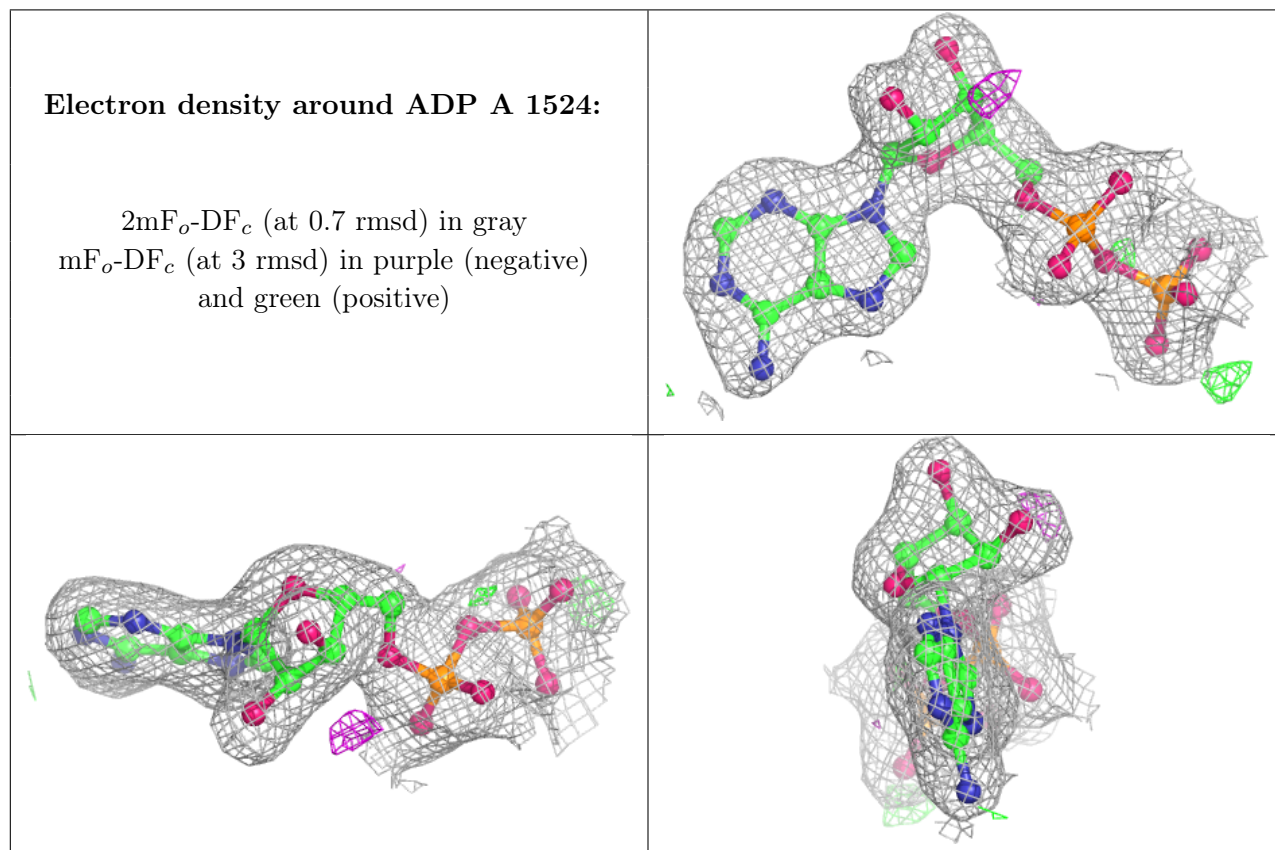 Electron density around ADP A 1524:
2mFo-DFc (at 0.7 rmsd) in gray
mFo-DFc (at 3 rmsd) in purple (negative)
and green (positive)